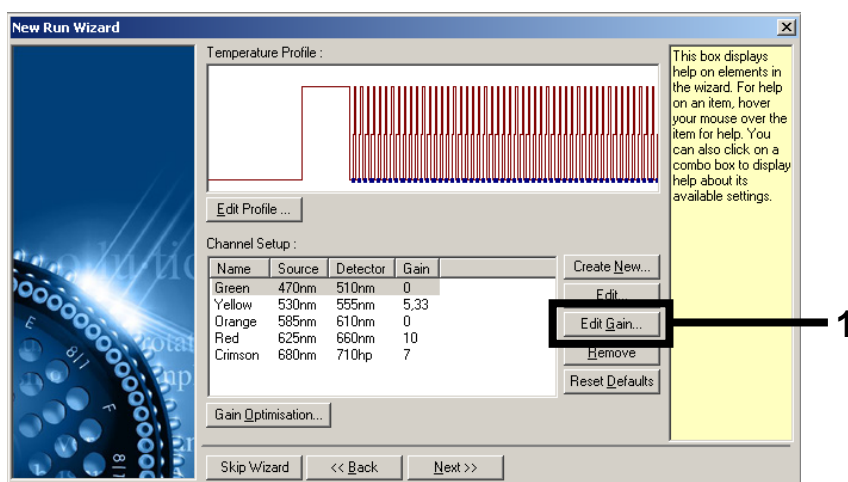 New Run Wizard
Temperature Profile :
This box displays
help on elements in
the wizard. For help
on an item, hover
your mouse over the
item for help. You
can also click on a
combo box to display
help about its
available settings.
Edit Profile ...
Channel Setup :
Name Source Detector Gain
Green 470nm 510nm 0
Yellow 530nm 555nm 5,33
Orange 585nm 610nm 0
Red 625nm 660nm 10
Crimson 680nm 710hp 7
Create New...
Edit...
Edit Gain...
Remove
Reset Defaults
1
Gain Optimisation...
Skip Wizard << Back Next >>